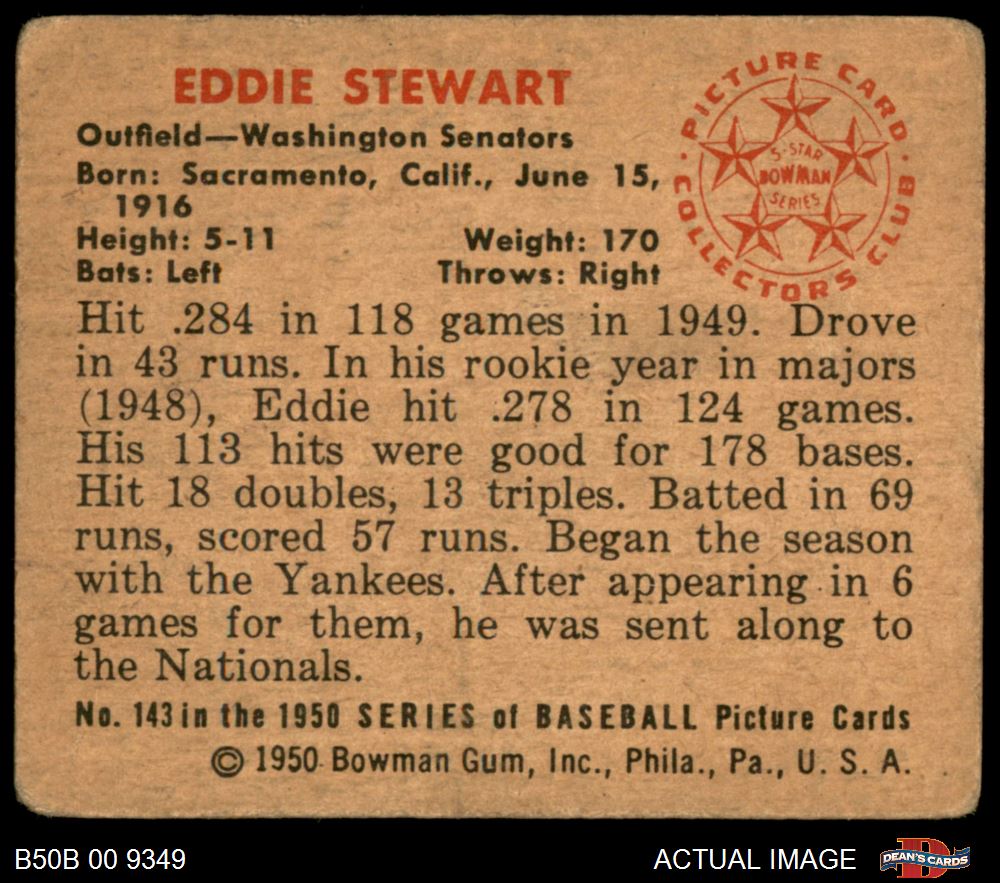 EDDIE STEWART
Outfield—Washington Senators
Born: Sacramento, Calif., June 15,
1916
Height: 5-11 Weight: 170
Bats: Left Throws: Right
PICTURE CARD COLLECTORS CLUB
5-STAR
BOWMAN
SERIES
Hit .284 in 118 games in 1949. Drove
in 43 runs. In his rookie year in majors
(1948), Eddie hit .278 in 124 games.
His 113 hits were good for 178 bases.
Hit 18 doubles, 13 triples. Batted in 69
runs, scored 57 runs. Began the season
with the Yankees. After appearing in 6
games for them, he was sent along to
the Nationals.
No. 143 in the 1950 SERIES of BASEBALL Picture Cards
© 1950 Bowman Gum, Inc., Phila., Pa., U. S. A.
B50B 00 9349
ACTUAL IMAGE
DEAN'S CARDS